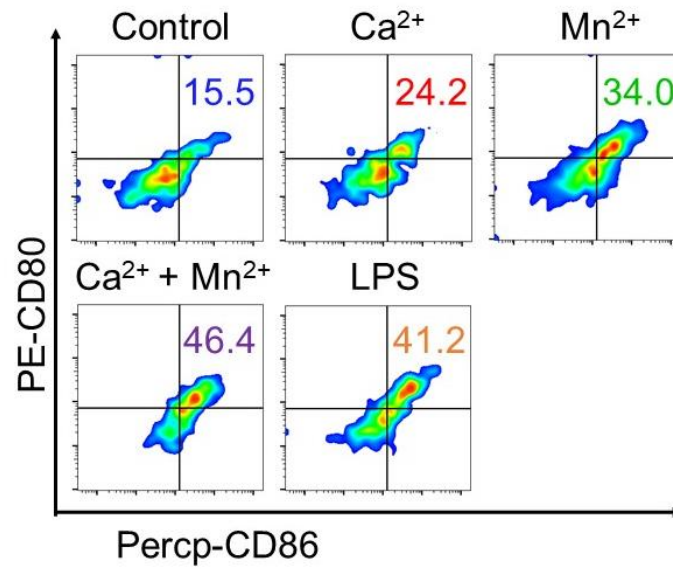 Control
Ca²⁺
Mn²⁺
15.5
24.2
34.0
Ca²⁺ + Mn²⁺
LPS
46.4
41.2
PE-CD80
Percp-CD86